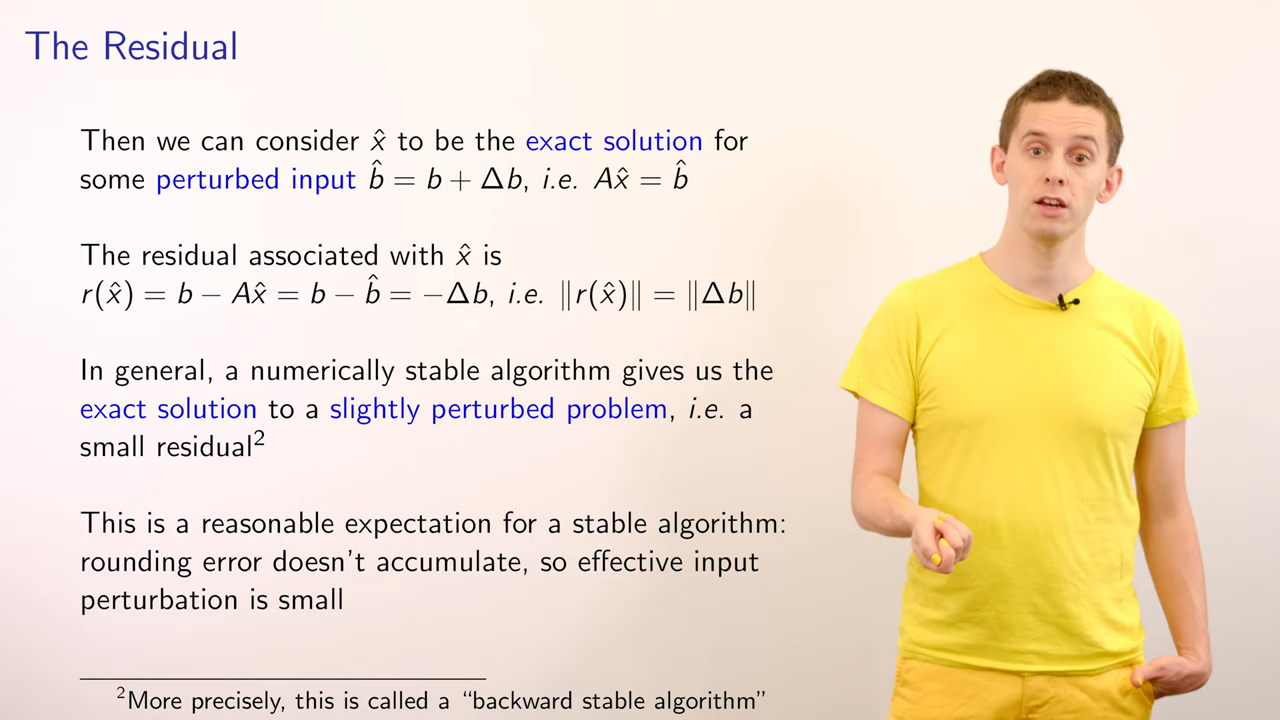 The Residual
Then we can consider x̂ to be the exact solution for
some perturbed input b̂ = b + Δb, i.e. Ax̂ = b̂
The residual associated with x̂ is
r(x̂) = b − Ax̂ = b − b̂ = −Δb, i.e. ‖r(x̂)‖ = ‖Δb‖
In general, a numerically stable algorithm gives us the
exact solution to a slightly perturbed problem, i.e. a
small residual²
This is a reasonable expectation for a stable algorithm:
rounding error doesn't accumulate, so effective input
perturbation is small
²More precisely, this is called a “backward stable algorithm”